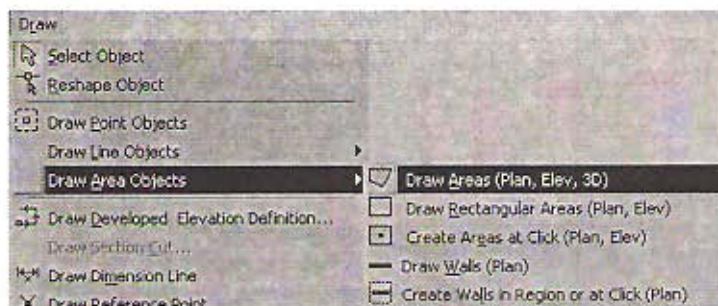 Draw
Select Object
Reshape Object
Draw Point Objects
Draw Line Objects
Draw Area Objects
Draw Areas (Plan, Elev, 3D)
Draw Rectangular Areas (Plan, Elev)
Create Areas at Click (Plan, Elev)
Draw Walls (Plan)
Create Walls in Region or at Click (Plan)
Draw Developed Elevation Definition...
Draw Section Cut...
Draw Dimension Line
Draw Reference Point